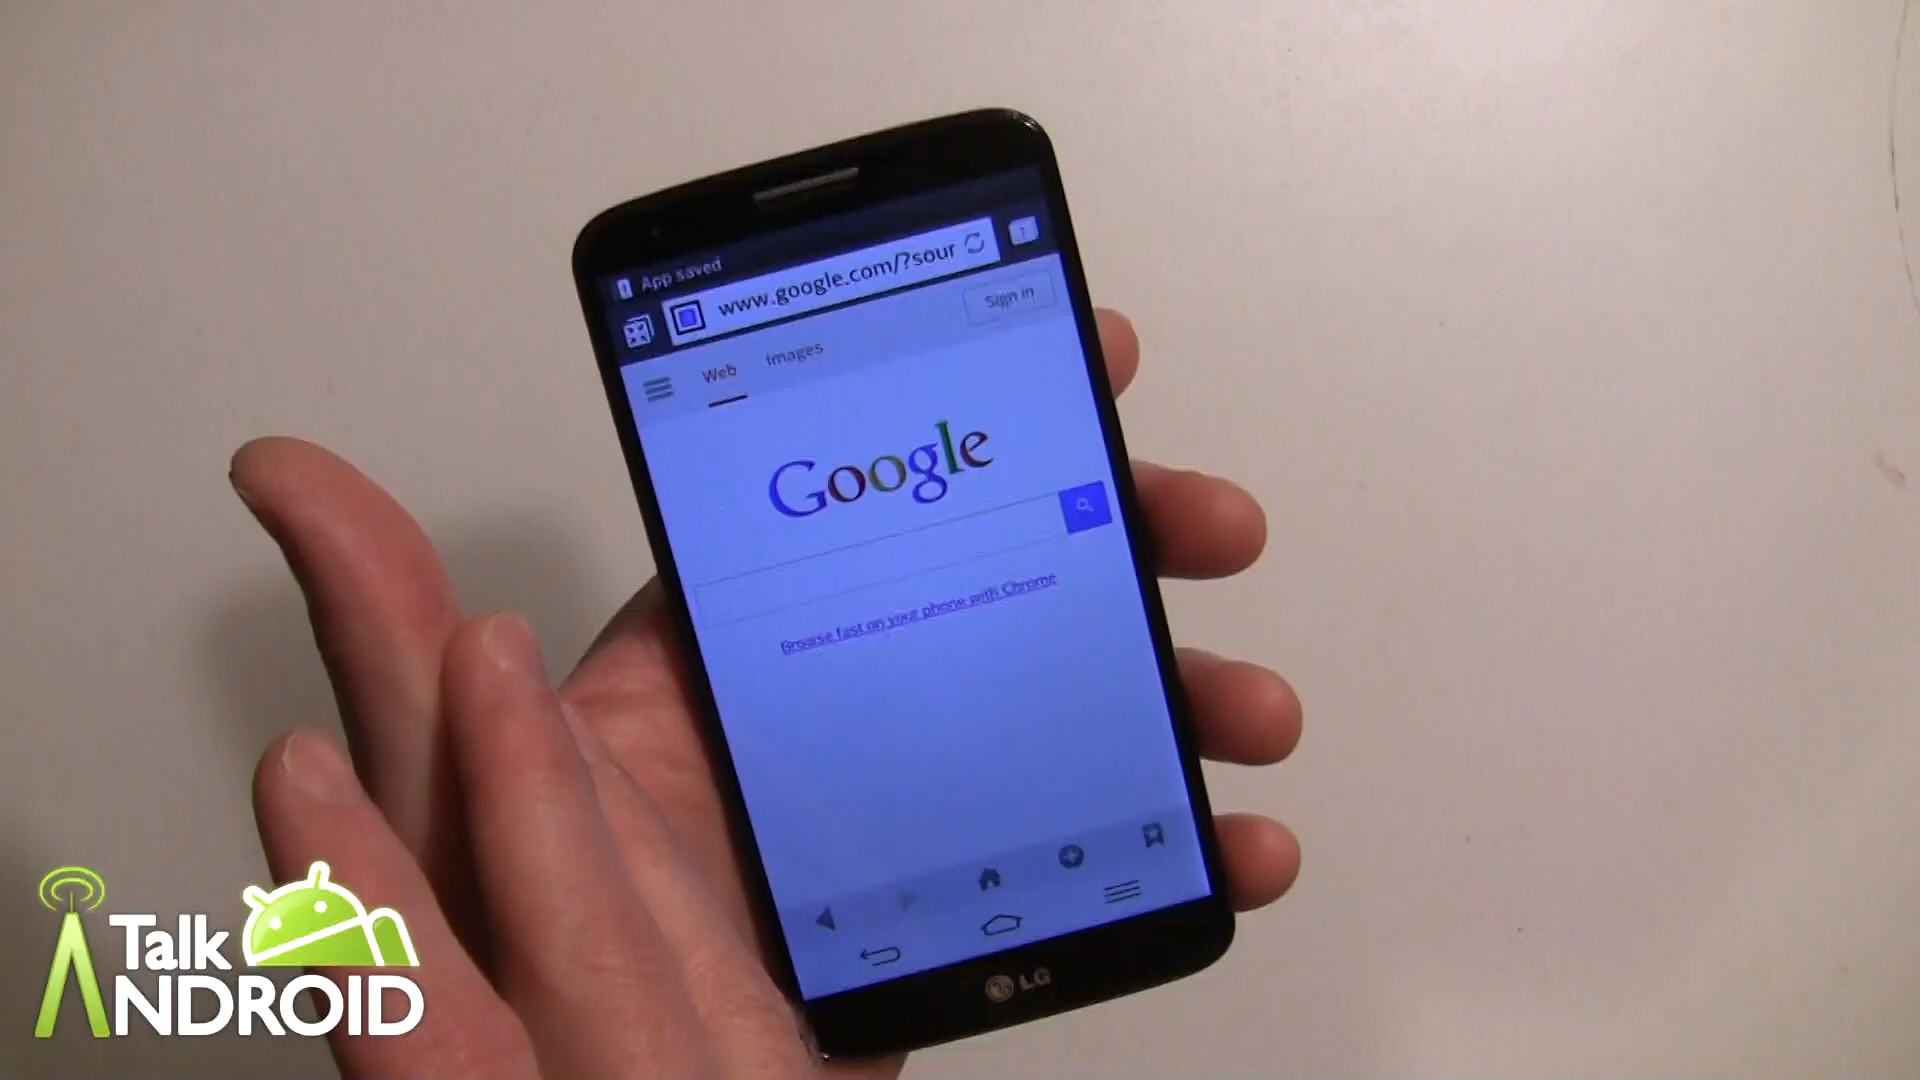 App saved
www.google.com/?sour
1
Sign in
Web
Images
Google
Browse fast on your phone with Chrome
LG
Talk
ANDROID